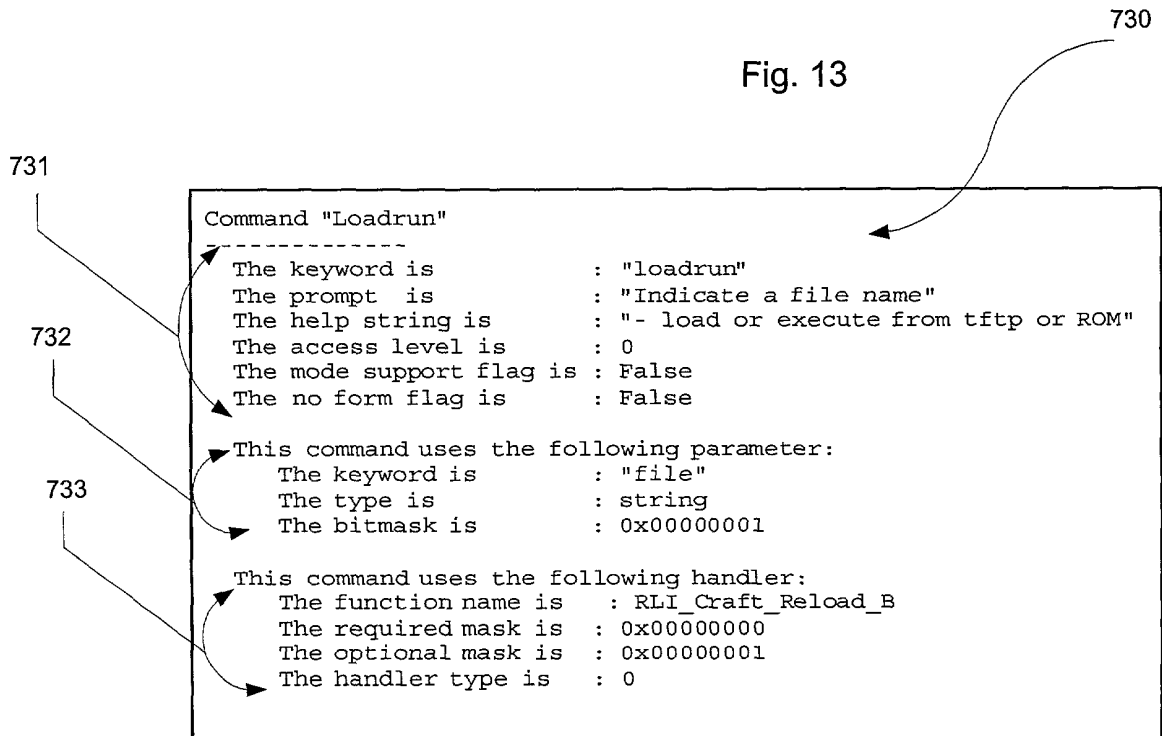 730
Fig. 13
731
Command "Loadrun"
--------------
The keyword is : "loadrun"
The prompt is : "Indicate a file name"
The help string is : "- load or execute from tftp or ROM"
732
The access level is : 0
The mode support flag is : False
The no form flag is : False
This command uses the following parameter:
The keyword is : "file"
733
The type is : string
The bitmask is : 0x00000001
This command uses the following handler:
The function name is : RLI_Craft_Reload_B
The required mask is : 0x00000000
The optional mask is : 0x00000001
The handler type is : 0